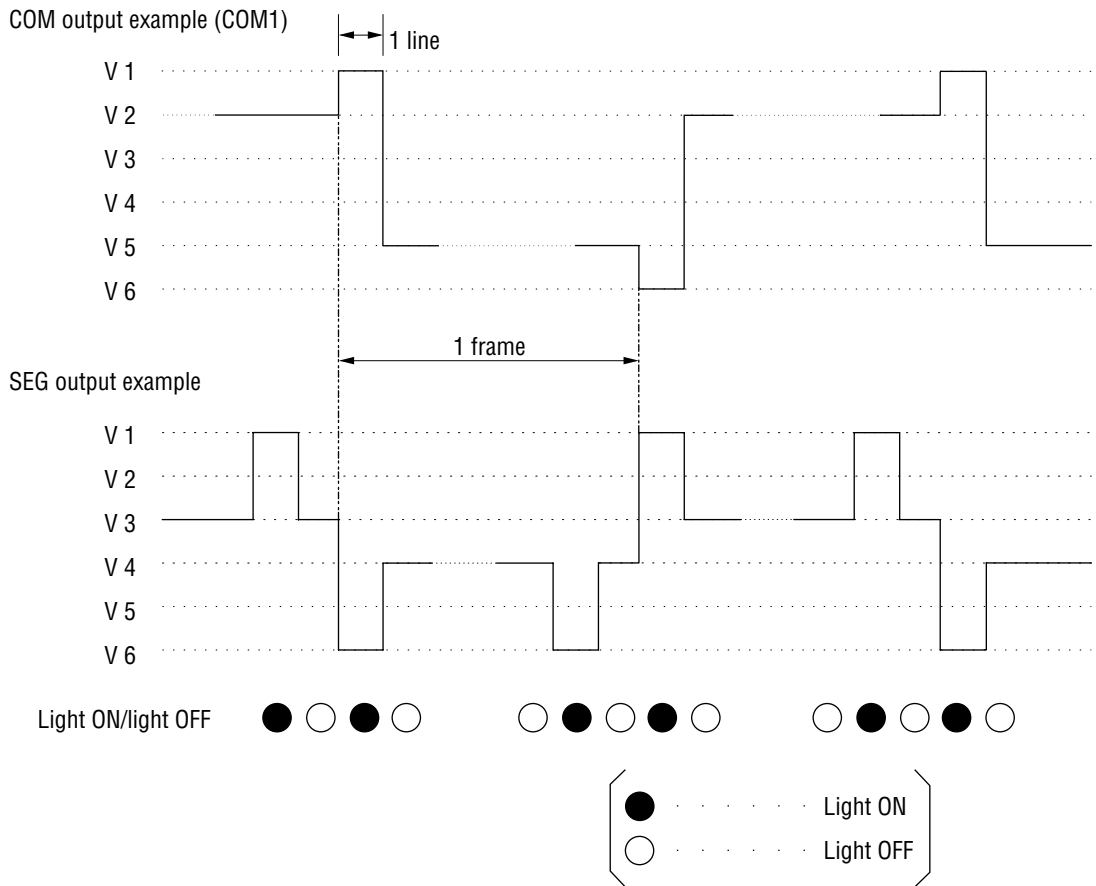 COM output example (COM1)
1 line
V 1
V 2
V 3
V 4
V 5
V 6
1 frame
SEG output example
V 1
V 2
V 3
V 4
V 5
V 6
Light ON/light OFF
Light ON
Light OFF